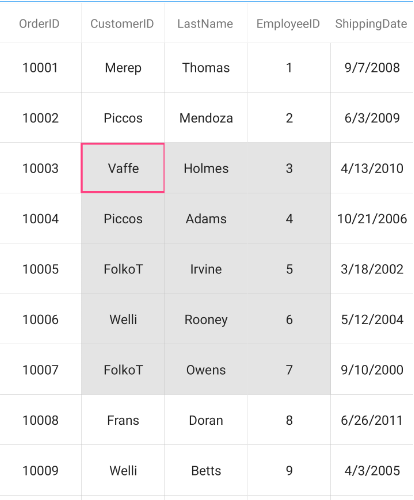 OrderID CustomerID LastName EmployeeID ShippingDate
10001 Merep Thomas 1 9/7/2008
10002 Piccos Mendoza 2 6/3/2009
10003 Vaffe Holmes 3 4/13/2010
10004 Piccos Adams 4 10/21/2006
10005 FolkoT Irvine 5 3/18/2002
10006 Welli Rooney 6 5/12/2004
10007 FolkoT Owens 7 9/10/2000
10008 Frans Doran 8 6/26/2011
10009 Welli Betts 9 4/3/2005